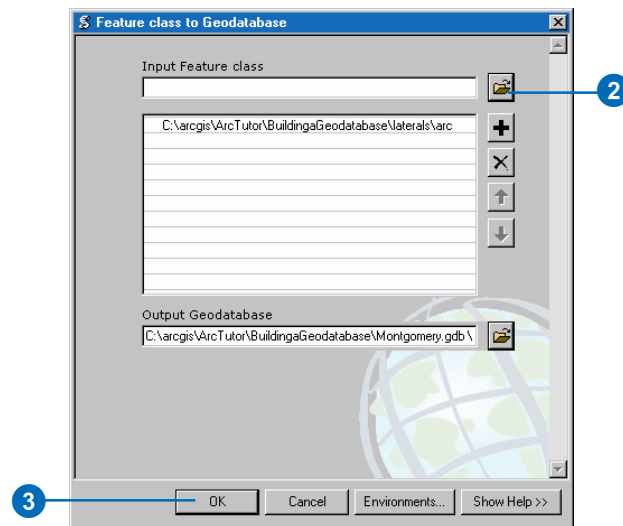 Feature class to Geodatabase
Input Feature class
2
C:\arcgis\ArcTutor\BuildingaGeodatabase\laterals\arc
Output Geodatabase
C:\arcgis\ArcTutor\BuildingaGeodatabase\Montgomery.gdb\
3
OK
Cancel
Environments...
Show Help >>